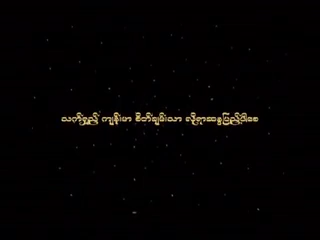 သက်ရှည် ကျန်းမာ စိတ်ချမ်းသာ လိုရာဆန္ဒပြည့်ဝပါစေ